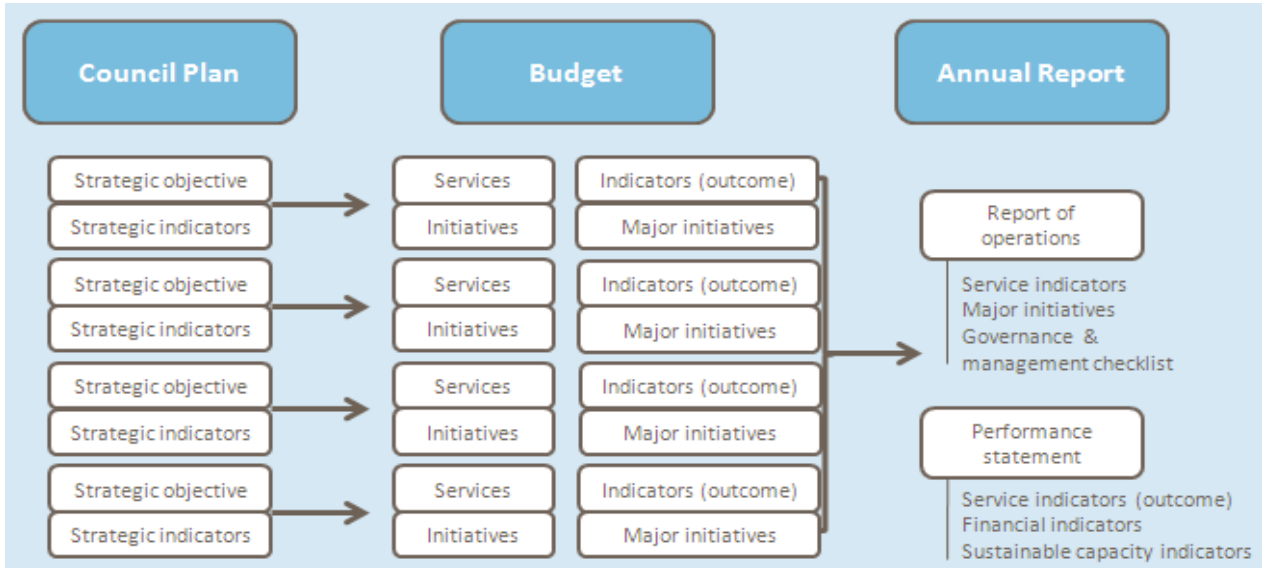 Council Plan
Budget
Annual Report
Strategic objective
Strategic indicators
Strategic objective
Strategic indicators
Strategic objective
Strategic indicators
Strategic objective
Strategic indicators
Services
Initiatives
Services
Initiatives
Services
Initiatives
Services
Initiatives
Indicators (outcome)
Major initiatives
Indicators (outcome)
Major initiatives
Indicators (outcome)
Major initiatives
Indicators (outcome)
Major initiatives
Report of
operations
Service indicators
Major initiatives
Governance &
management checklist
Performance
statement
Service indicators (outcome)
Financial indicators
Sustainable capacity indicators